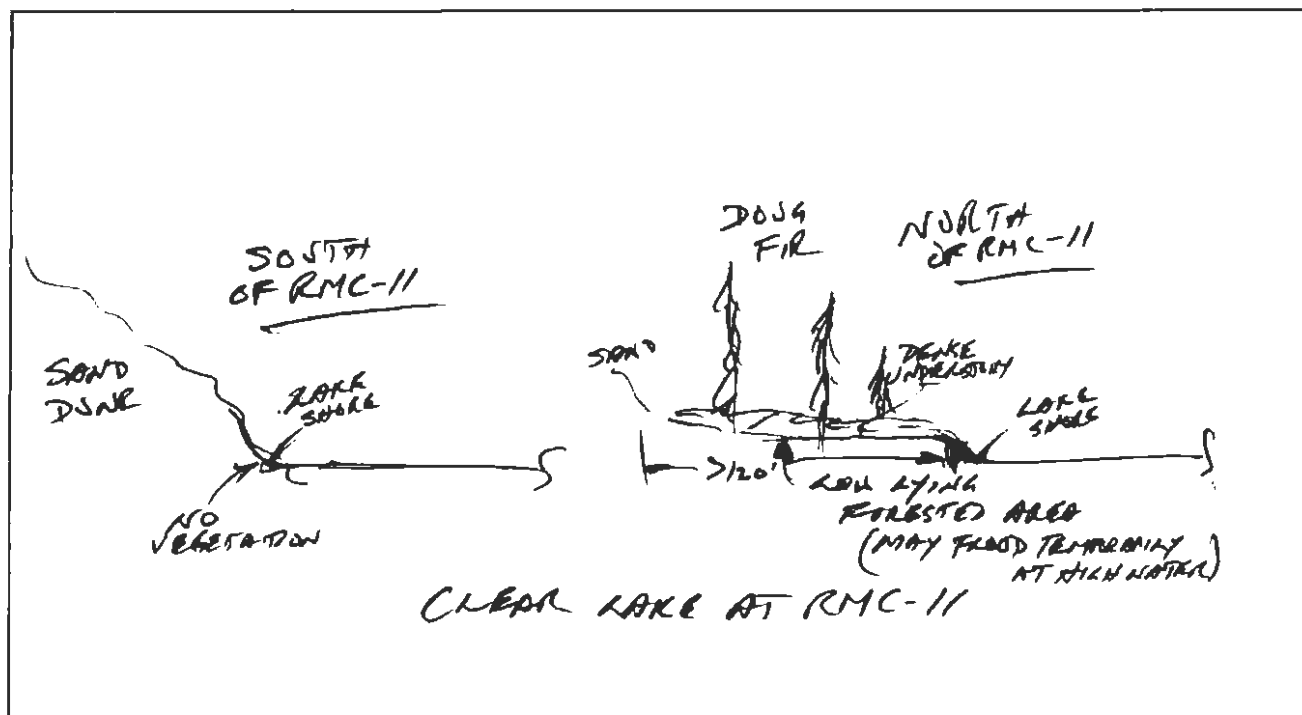 SOUTH
OF RMC-11
SAND
DUNE
LAKE
SHORE
NO
VEGETATION
DOUG
FIR
NORTH
OF RMC-11
SAND
DENSE
UNDERSTORY
LAKE
SHORE
>120'
LOW LYING
FORESTED AREA
(MAY FLOOD TEMPORARILY
AT HIGH WATER)
CLEAR LAKE AT RMC-11